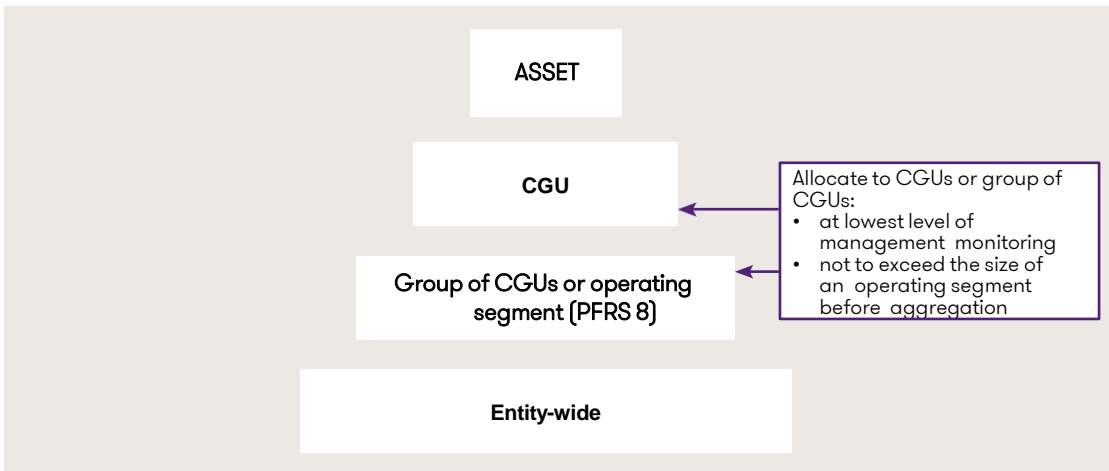 ASSET
CGU
Allocate to CGUs or group of
CGUs:
• at lowest level of
management monitoring
• not to exceed the size of
an operating segment
before aggregation
Group of CGUs or operating
segment (PFRS 8)
Entity-wide